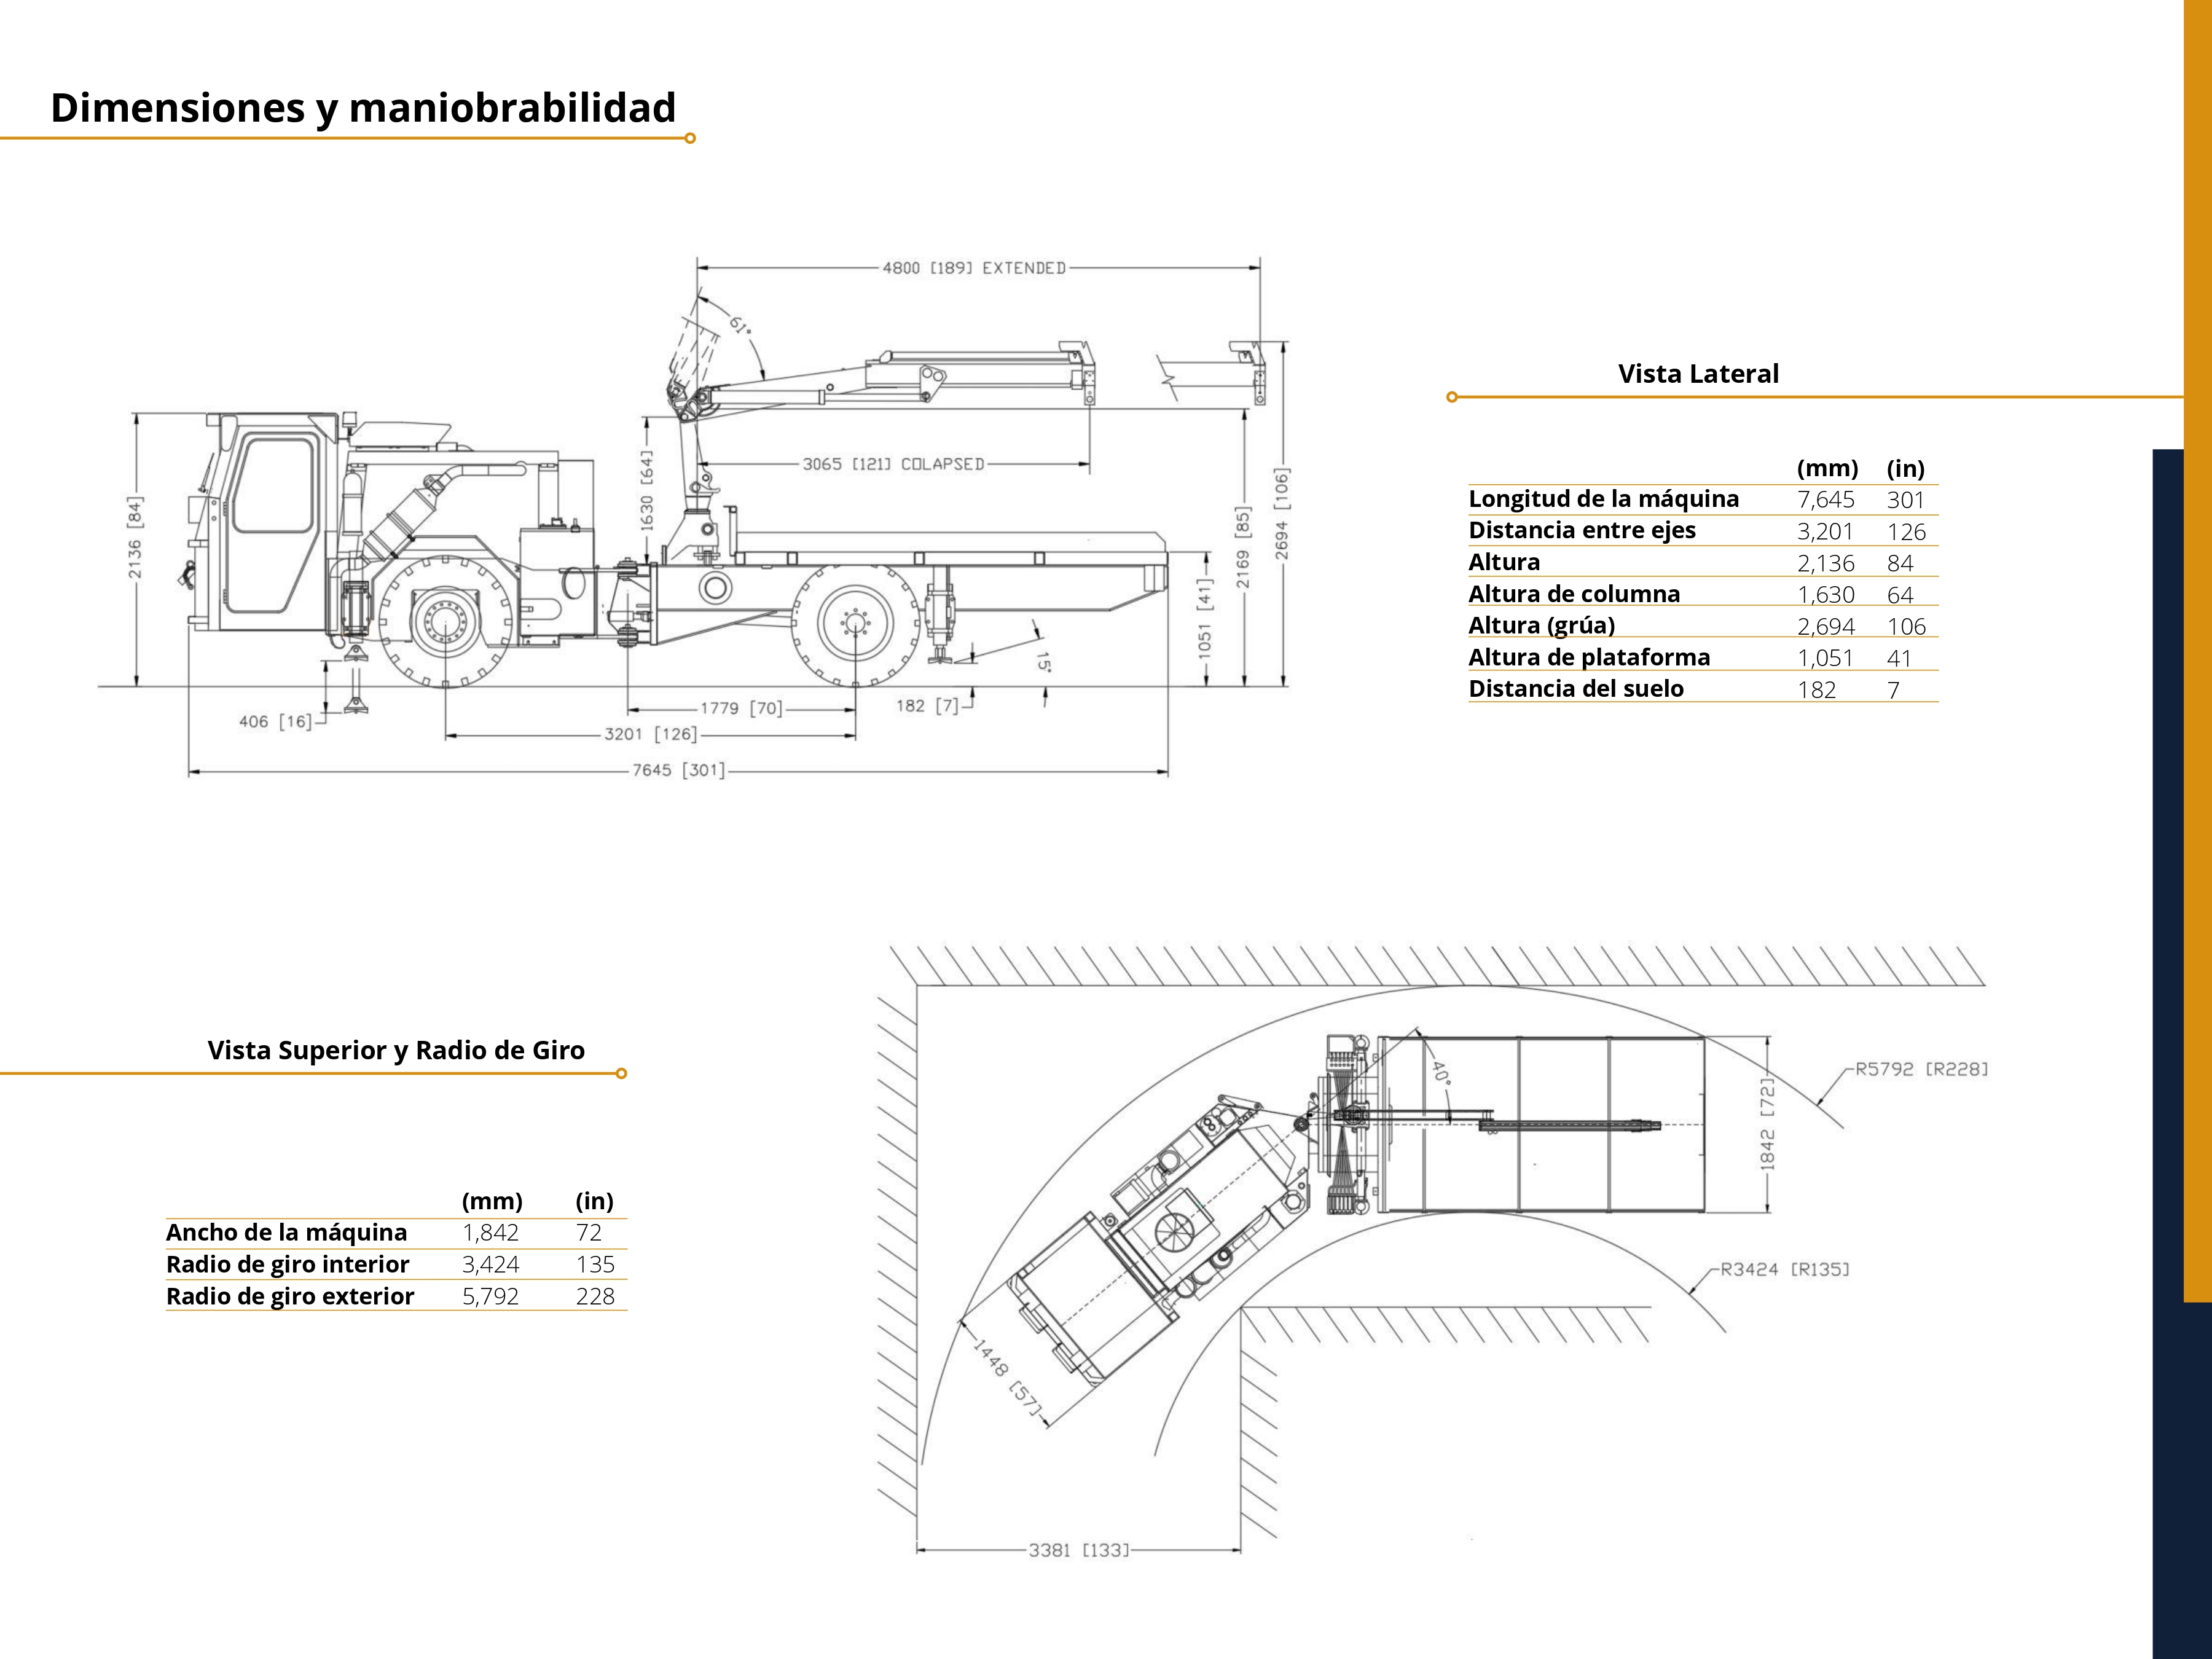 Dimensiones y maniobrabilidad
4800 [189] EXTENDED
61°
3065 [121] COLAPSED
2136 [84]
1630 [64]
1051 [41]
2169 [85]
2694 [106]
15°
406 [16]
1779 [70]
182 [7]
3201 [126]
7645 [301]
Vista Lateral
(mm) (in)
Longitud de la máquina 7,645 301
Distancia entre ejes 3,201 126
Altura 2,136 84
Altura de columna 1,630 64
Altura (grúa) 2,694 106
Altura de plataforma 1,051 41
Distancia del suelo 182 7
Vista Superior y Radio de Giro
(mm) (in)
Ancho de la máquina 1,842 72
Radio de giro interior 3,424 135
Radio de giro exterior 5,792 228
40°
R5792 [R228]
1842 [72]
R3424 [R135]
1448 [57]
3381 [133]